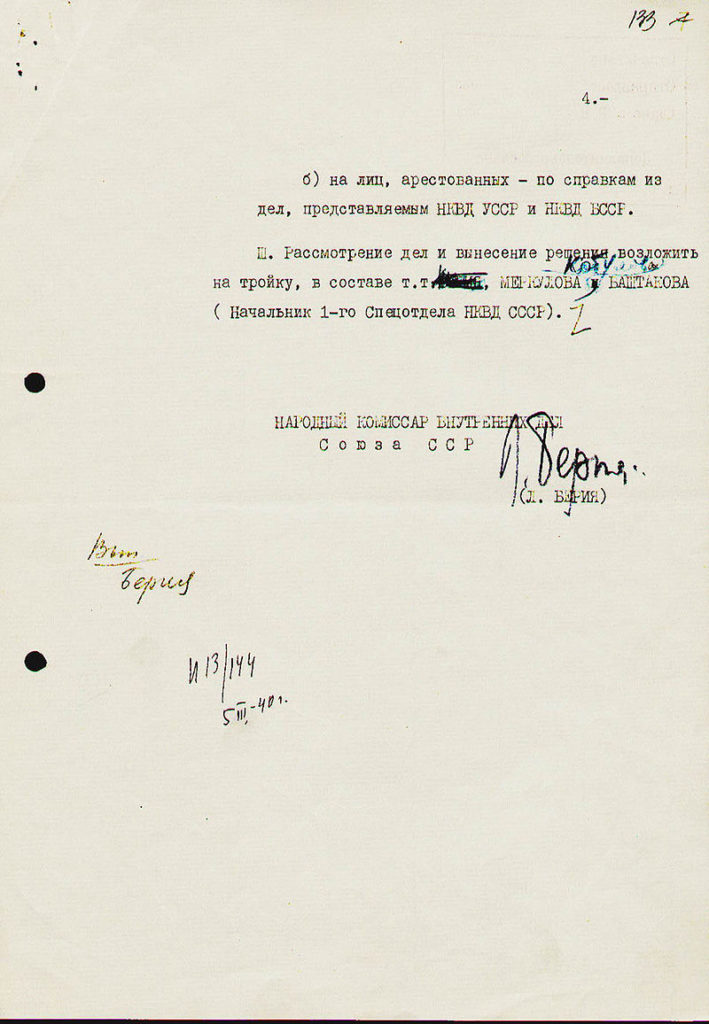 133
4.-
б) на лиц, арестованных - по справкам из
дел, представляемым НКВД УССР и НКВД БССР.
Ш. Рассмотрение дел и вынесение решения возложить
Кобулова
на тройку, в составе т.т. , МЕРКУЛОВА и БАШТАКОВА
( Начальник 1-го Спецотдела НКВД СССР).
НАРОДНЫЙ КОМИССАР ВНУТРЕННИХ ДЕЛ
Союза ССР
Л. Берия
(Л. БЕРИЯ)
Вып
Берия
И 13/144
5 III-40 г.